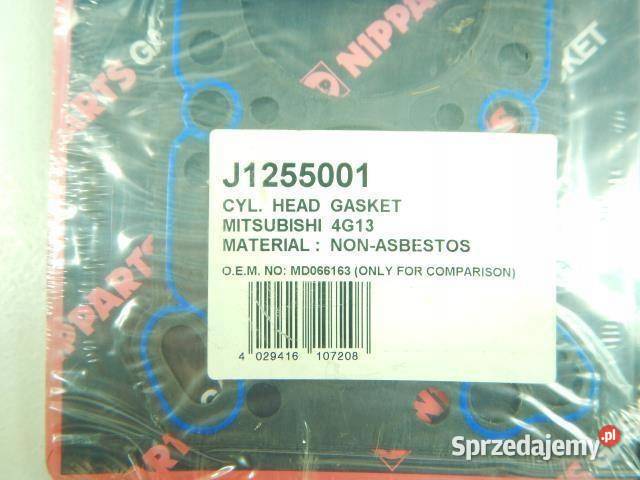 NIPPARTS
GASKET
J1255001
CYL. HEAD GASKET
MITSUBISHI 4G13
MATERIAL : NON-ASBESTOS
O.E.M. NO: MD066163 (ONLY FOR COMPARISON)
4 029416 107208
Sprzedajemy.pl